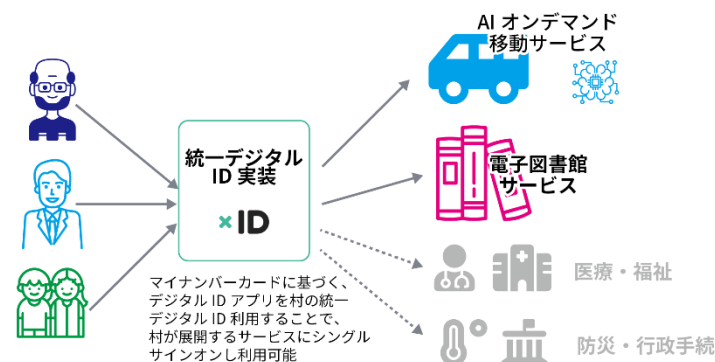 AI オンデマンド
移動サービス
統一デジタル
ID 実装
×ID
電子図書館
サービス
マイナンバーカードに基づく、
デジタル ID アプリを村の統一
デジタル ID 利用することで、
村が展開するサービスにシングル
サインオンし利用可能
医療・福祉
防災・行政手続